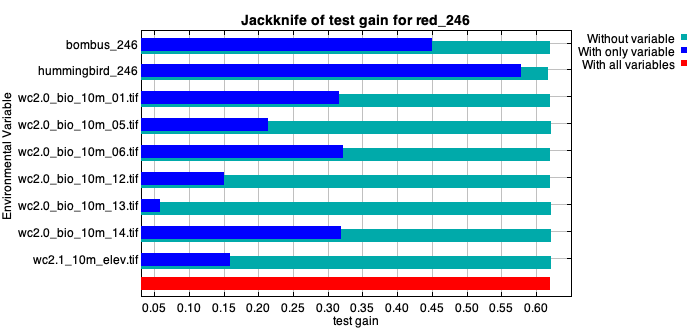 Jackknife of test gain for red_246
Environmental Variable
bombus_246
hummingbird_246
wc2.0_bio_10m_01.tif
wc2.0_bio_10m_05.tif
wc2.0_bio_10m_06.tif
wc2.0_bio_10m_12.tif
wc2.0_bio_10m_13.tif
wc2.0_bio_10m_14.tif
wc2.1_10m_elev.tif
0.05 0.10 0.15 0.20 0.25 0.30 0.35 0.40 0.45 0.50 0.55 0.60
test gain
Without variable
With only variable
With all variables